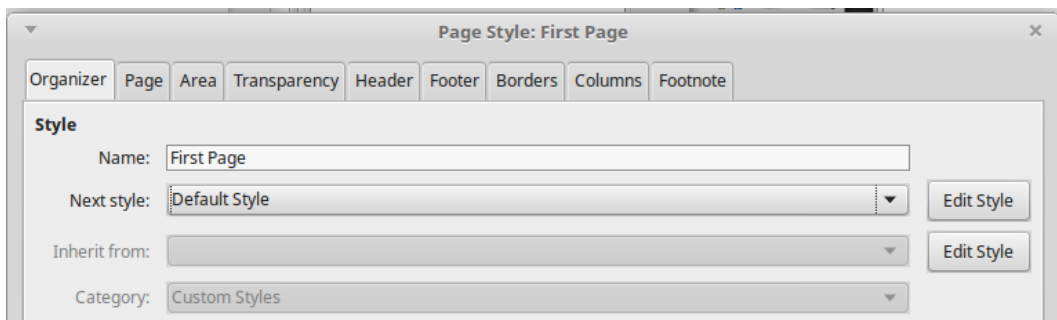 Page Style: First Page
Organizer Page Area Transparency Header Footer Borders Columns Footnote
Style
Name: First Page
Next style: Default Style Edit Style
Inherit from: Edit Style
Category: Custom Styles